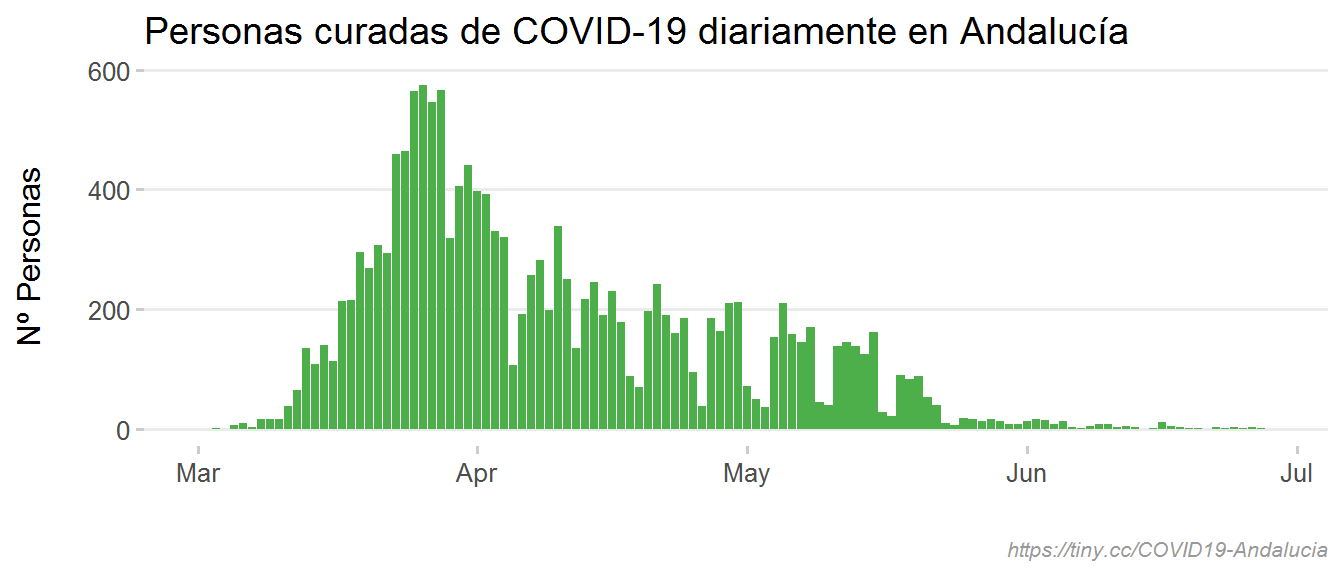 Personas curadas de COVID-19 diariamente en Andalucía
600
400
200
0
Nº Personas
Mar Apr May Jun Jul
https://tiny.cc/COVID19-Andalucia